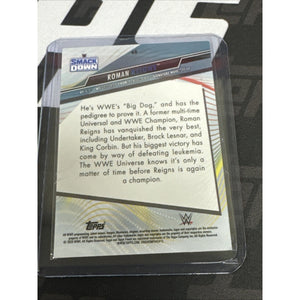 SMACK
DOWN
ROMAN
He's WWE's "Big Dog," and has the
pedigree to prove it. A former multi-time
Universal and WWE Champion, Roman
Reigns has vanquished the very best,
including Undertaker, Brock Lesnar, and
King Corbin. But his biggest victory has
come by way of defeating leukemia.
The WWE Universe knows it's only a
matter of time before Reigns is again
a champion.
Topps
W